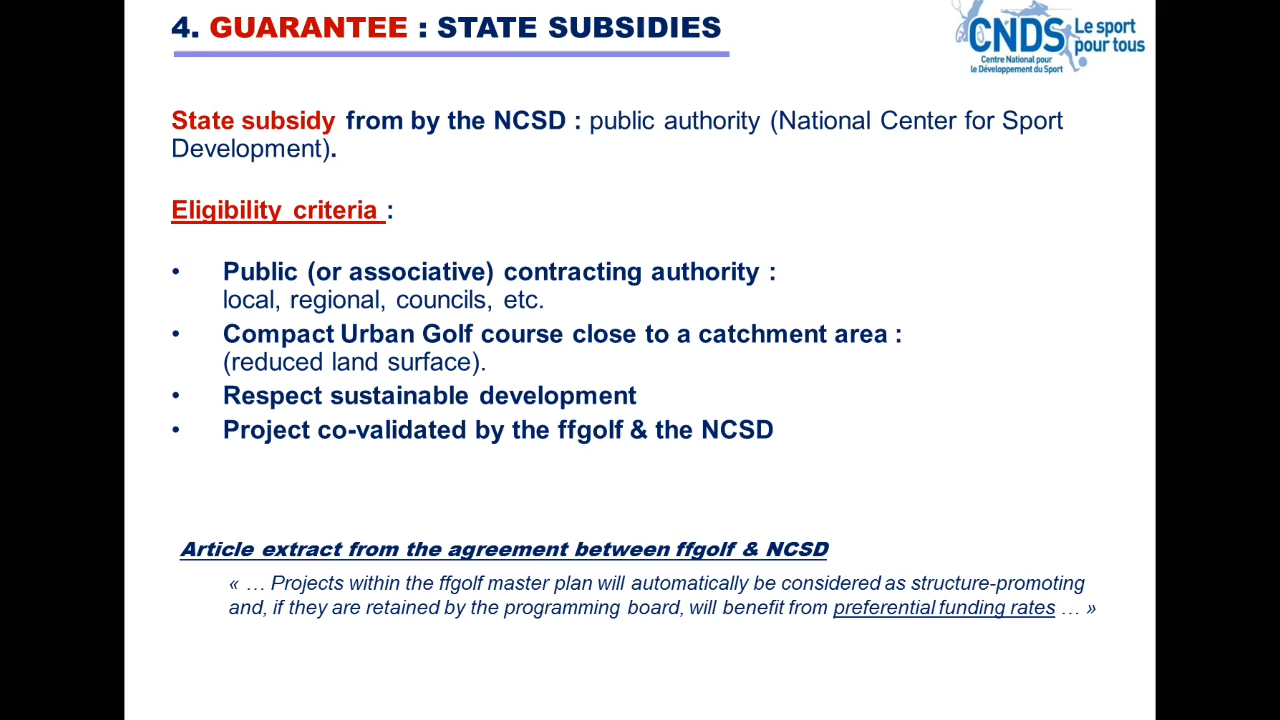 4. GUARANTEE : STATE SUBSIDIES
CNDS Le sport
pour tous
Centre National pour
le Développement du Sport
State subsidy from by the NCSD : public authority (National Center for Sport
Development).
Eligibility criteria :
• Public (or associative) contracting authority :
local, regional, councils, etc.
• Compact Urban Golf course close to a catchment area :
(reduced land surface).
• Respect sustainable development
• Project co-validated by the ffgolf & the NCSD
Article extract from the agreement between ffgolf & NCSD
« … Projects within the ffgolf master plan will automatically be considered as structure-promoting
and, if they are retained by the programming board, will benefit from preferential funding rates … »